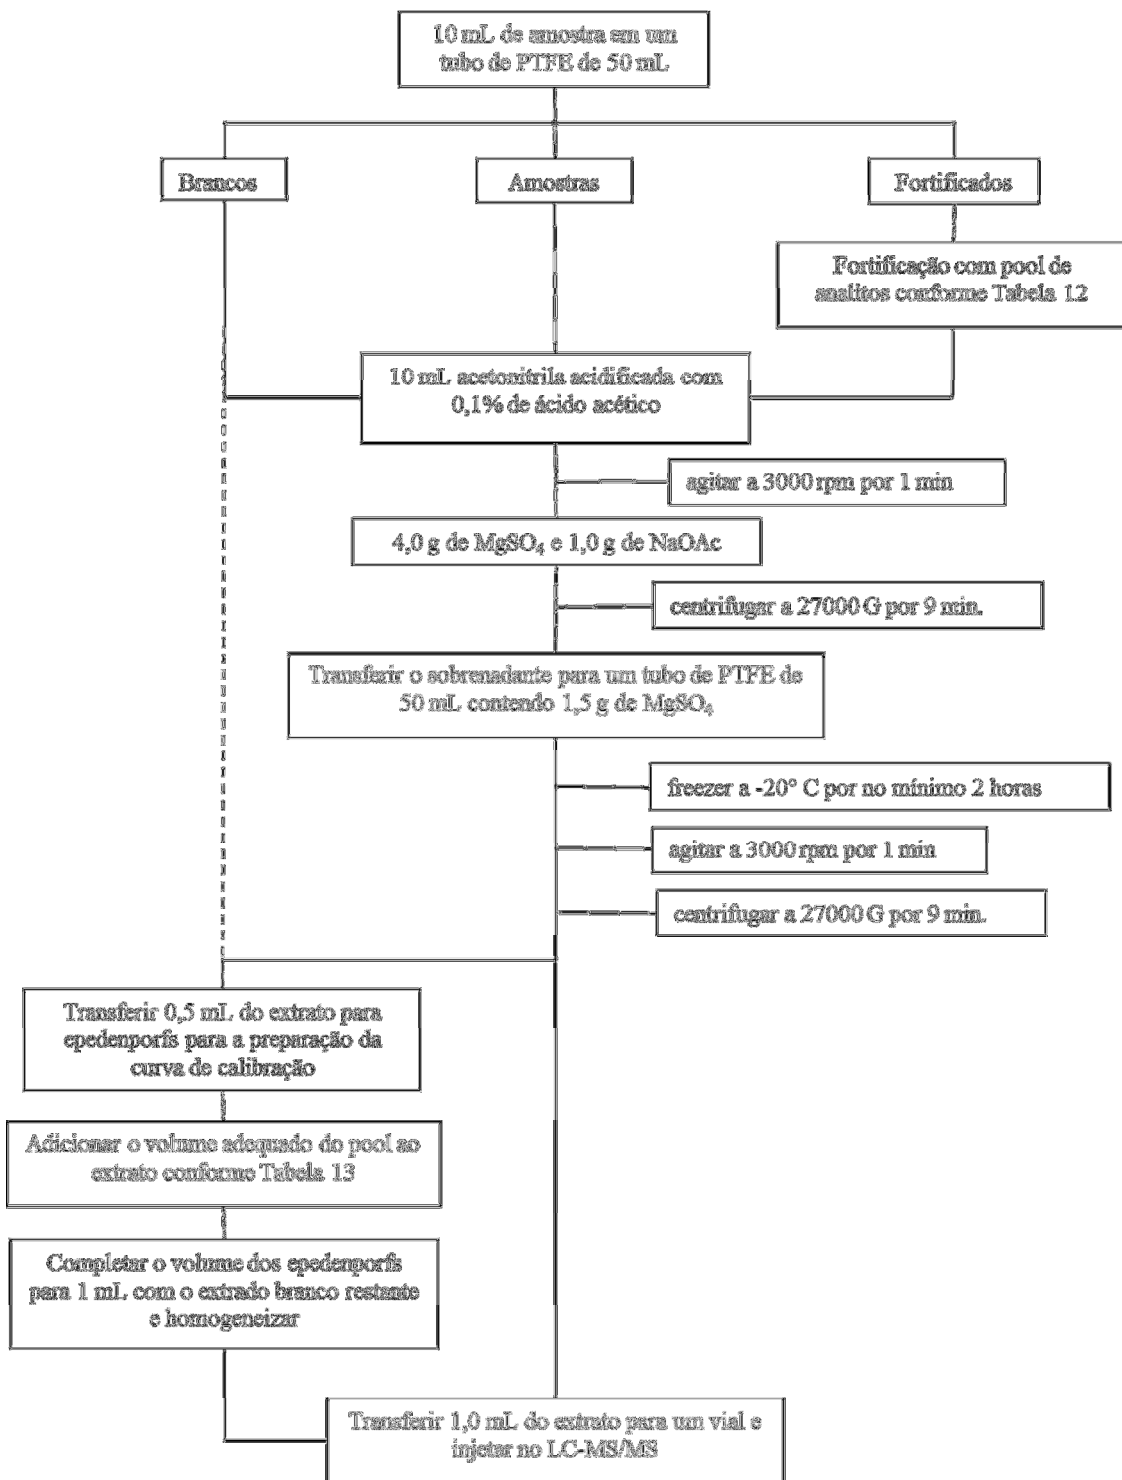 10 mL de amostra em um
tubo de PTFE de 50 mL
Brancos
Amostras
Fortificados
Fortificação com pool de
analitos conforme Tabela 12
10 mL acetonitrila acidificada com
0,1% de ácido acético
agitar a 3000 rpm por 1 min
4,0 g de MgSO₄ e 1,0 g de NaOAc
centrifugar a 27000 G por 9 min.
Transferir o sobrenadante para um tubo de PTFE de
50 mL contendo 1,5 g de MgSO₄
freezer a -20° C por no mínimo 2 horas
agitar a 3000 rpm por 1 min
centrifugar a 27000 G por 9 min.
Transferir 0,5 mL do extrato para
epedenporfs para a preparação da
curva de calibração
Adicionar o volume adequado do pool ao
extrato conforme Tabela 13
Completar o volume dos epedenporfs
para 1 mL com o extrado branco restante
e homogeneizar
Transferir 1,0 mL do extrato para um vial e
injetar no LC-MS/MS